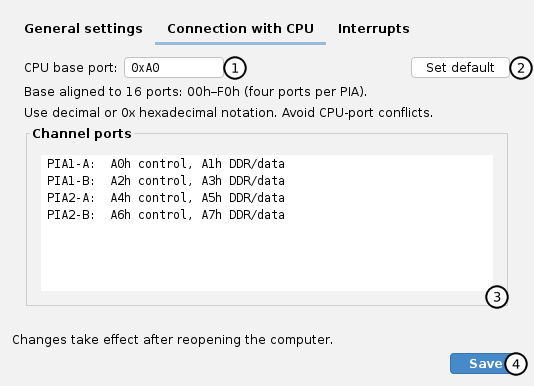 General settings Connection with CPU Interrupts
CPU base port: 0xA0 1 Set default 2
Base aligned to 16 ports: 00h–F0h (four ports per PIA).
Use decimal or 0x hexadecimal notation. Avoid CPU-port conflicts.
Channel ports
PIA1-A: A0h control, A1h DDR/data
PIA1-B: A2h control, A3h DDR/data
PIA2-A: A4h control, A5h DDR/data
PIA2-B: A6h control, A7h DDR/data
3
Changes take effect after reopening the computer.
Save 4